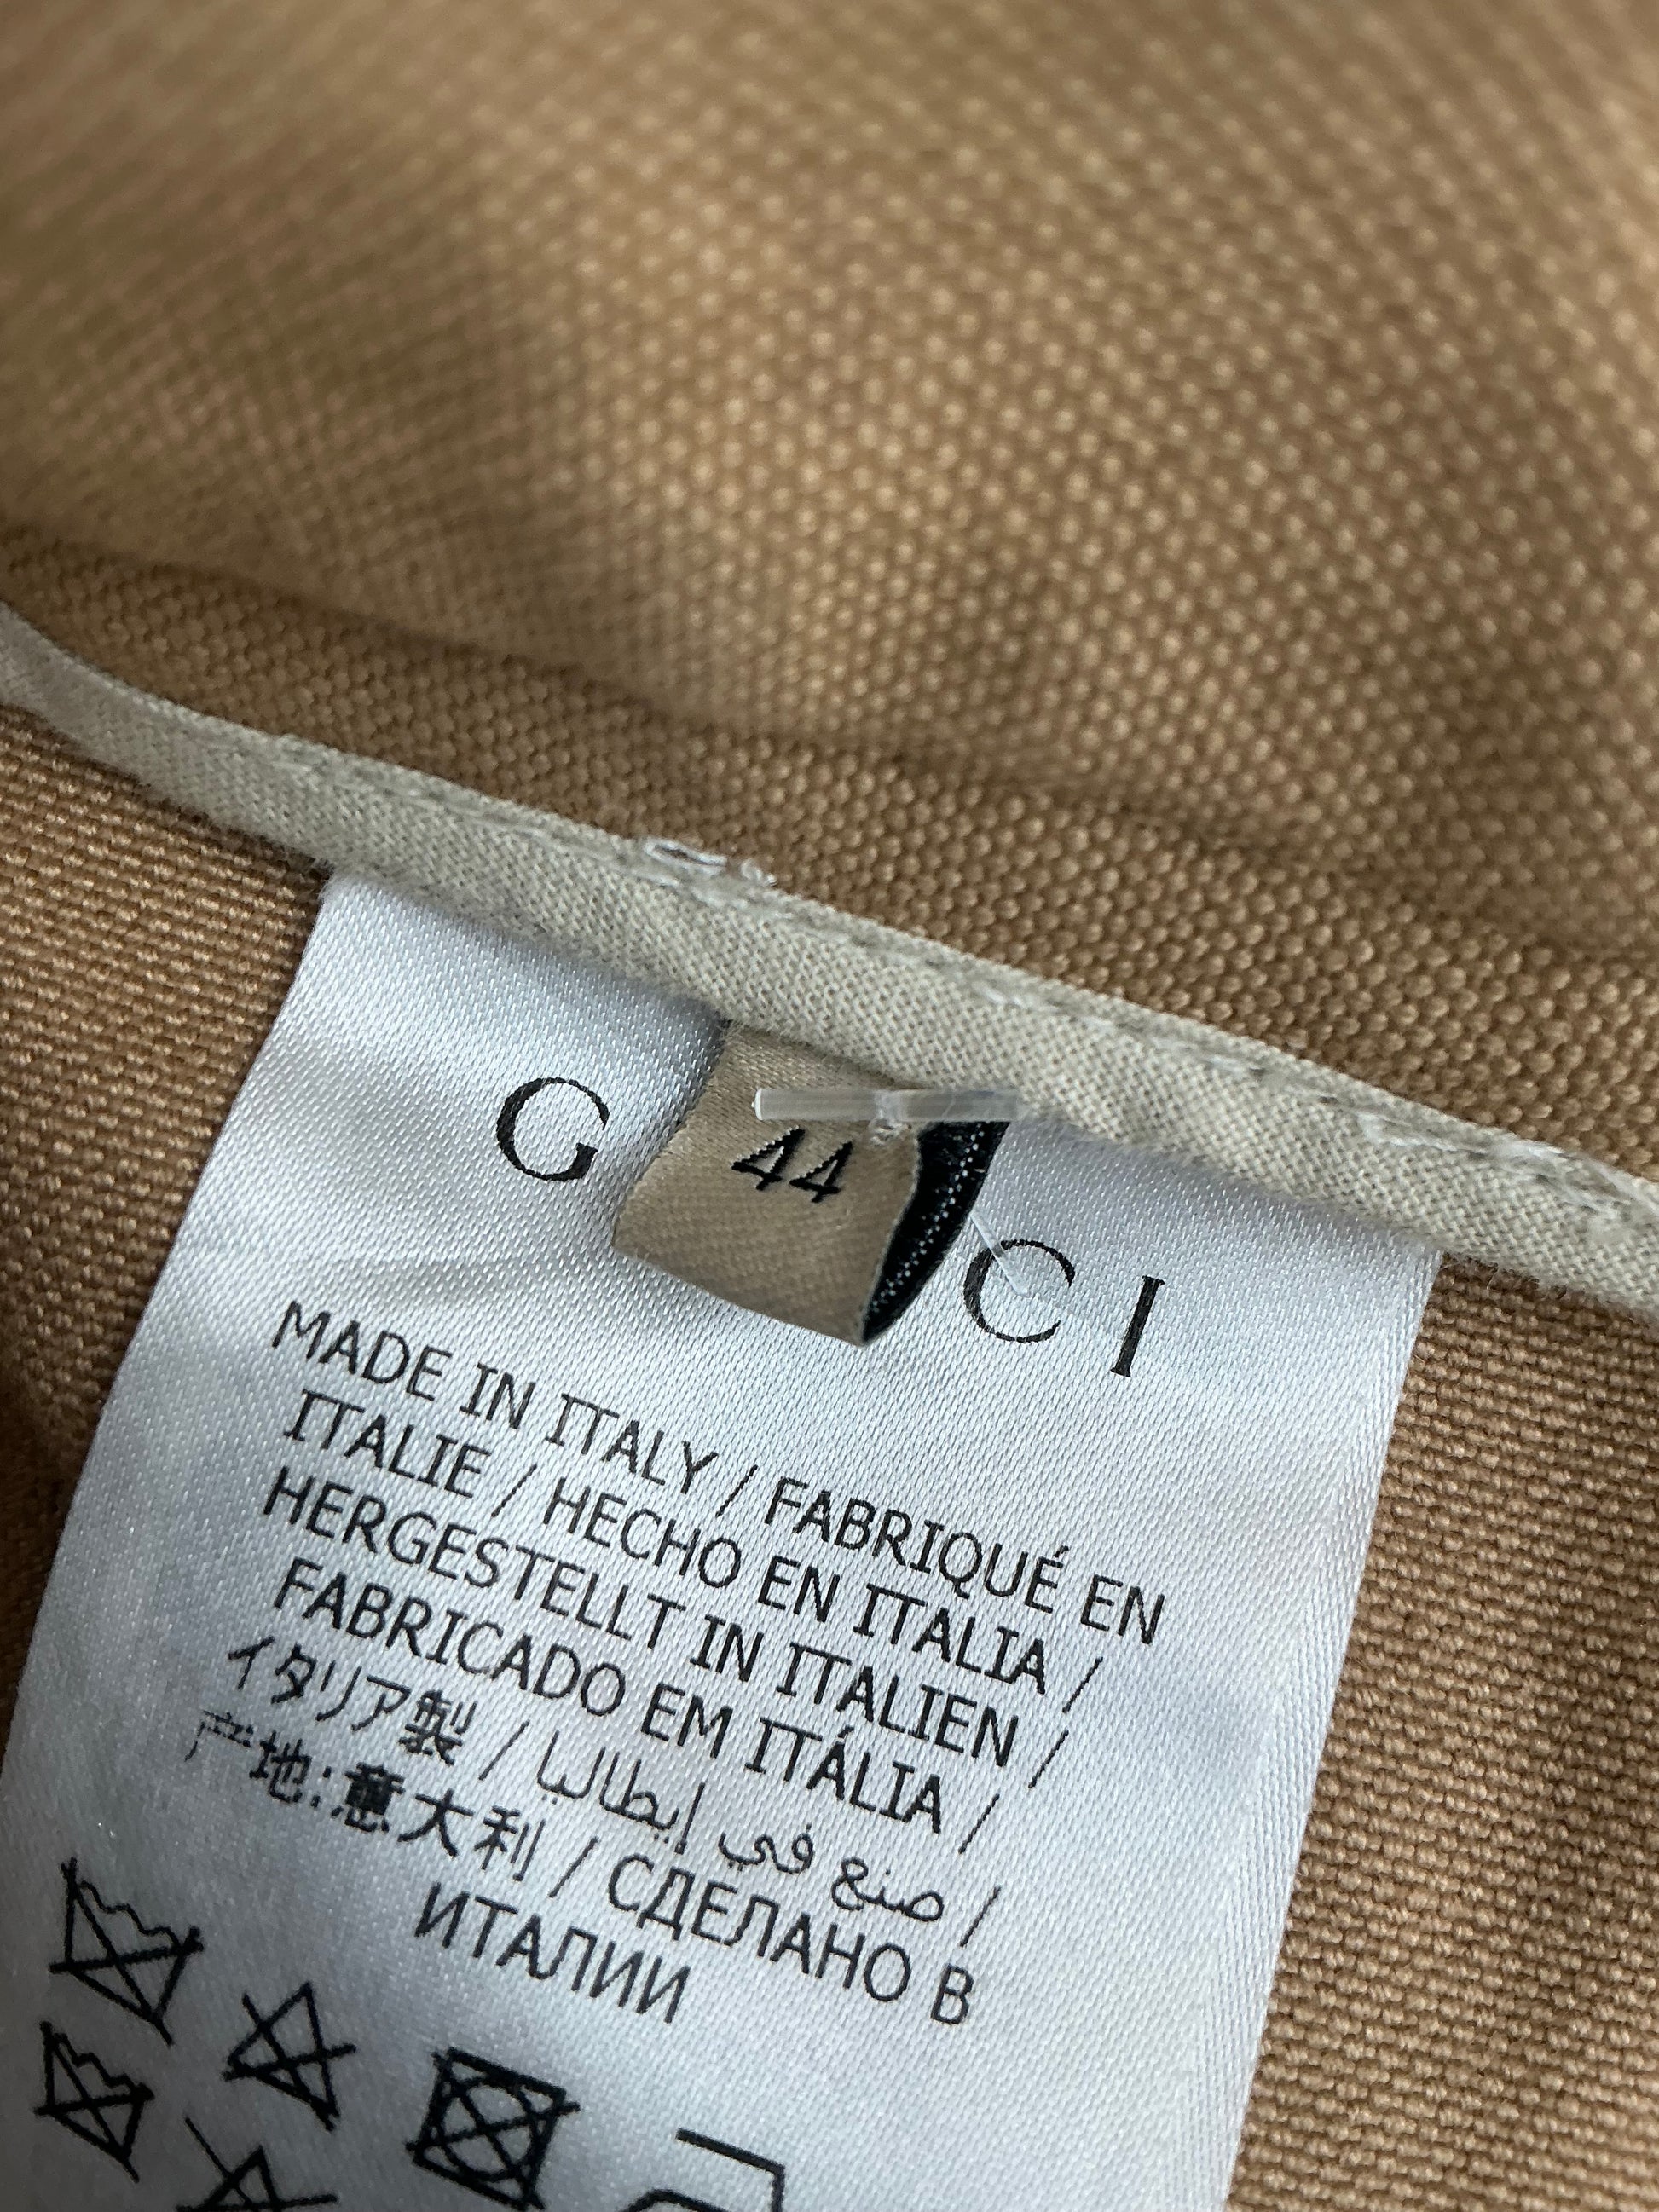 G CI
44
MADE IN ITALY / FABRIQUÉ EN
ITALIE / HECHO EN ITALIA /
HERGESTELLT IN ITALIEN /
FABRICADO EM ITÁLIA /
イタリア製 / صنع في إيطاليا /
产地:意大利 / СДЕЛАНО В
ИТАЛИИ